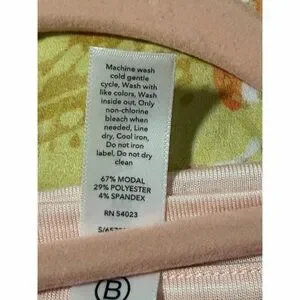 Machine wash
cold gentle
cycle, Wash with
like colors, Wash
inside out, Only
non-chlorine
bleach when
needed, Line
dry, Cool iron,
Do not iron
label, Do not dry
clean
67% MODAL
29% POLYESTER
4% SPANDEX
RN 54023
B